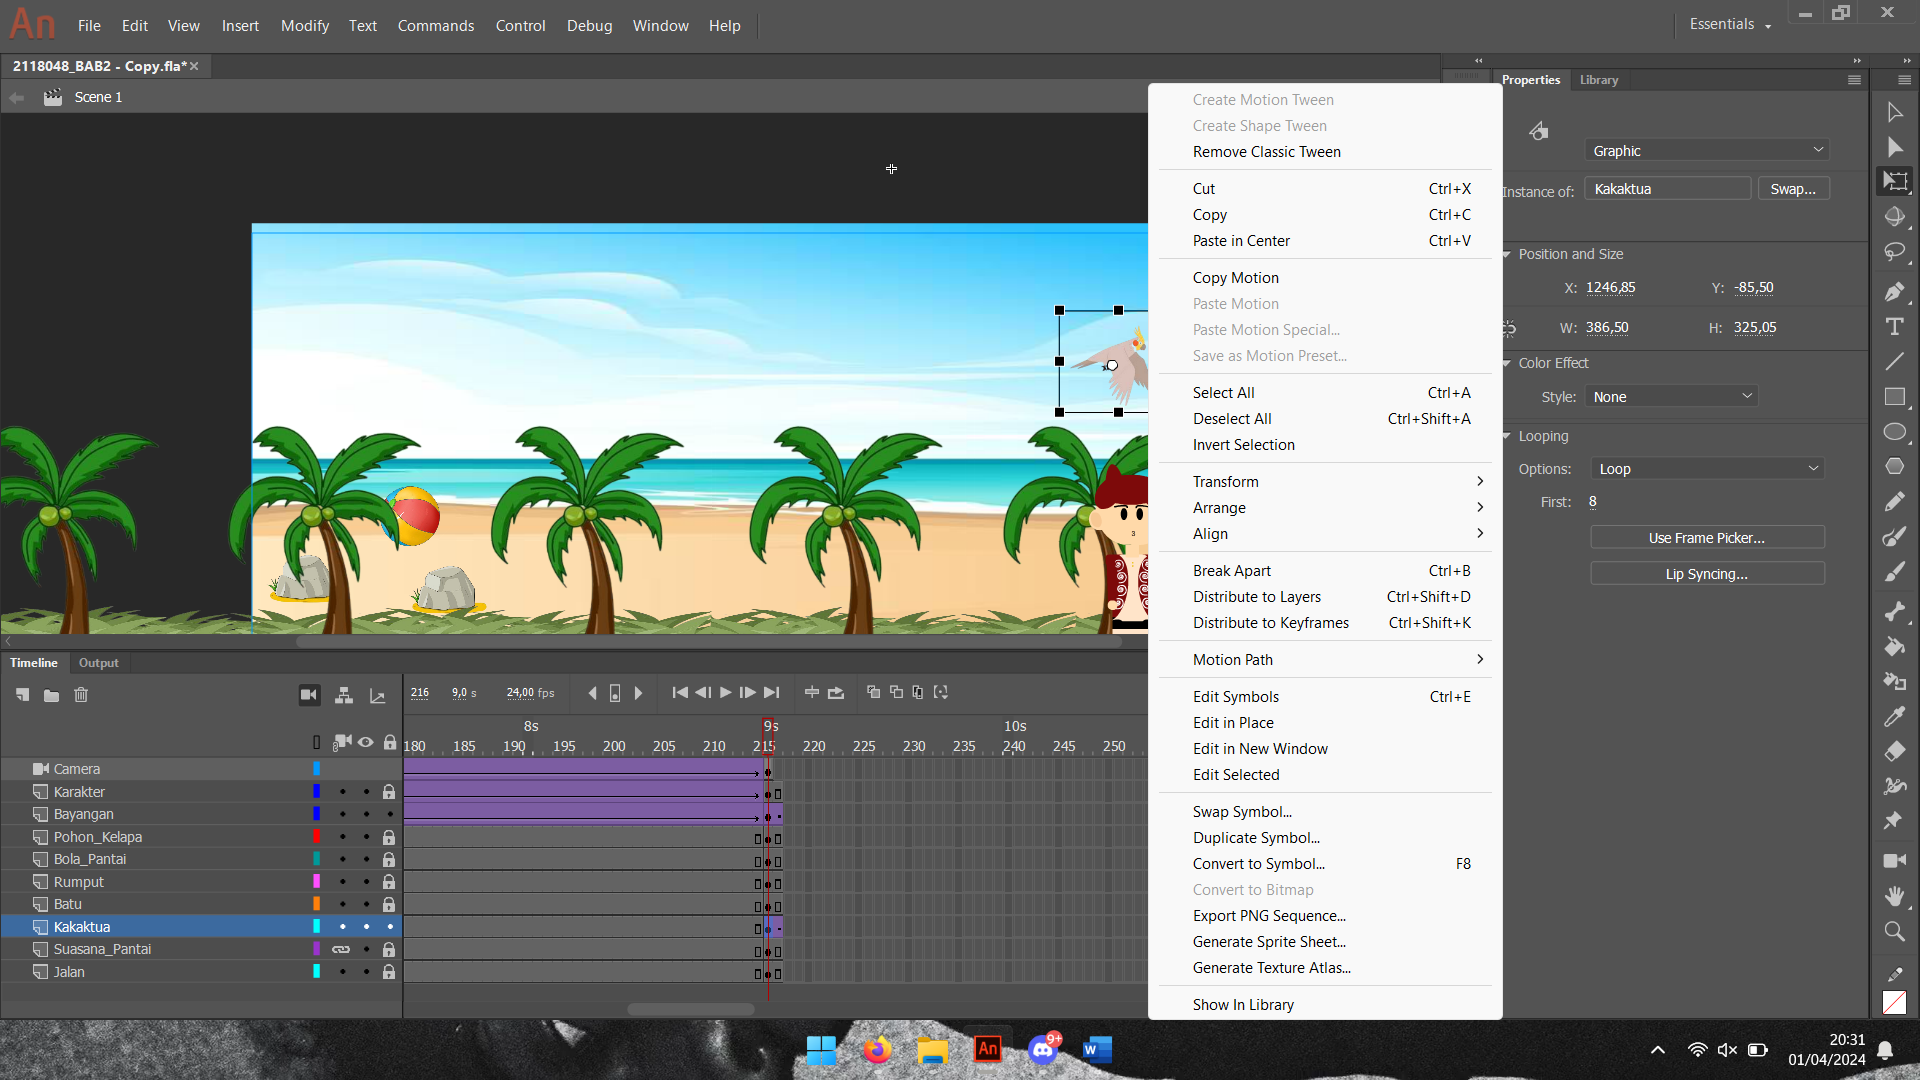 An File Edit View Insert Modify Text Commands Control Debug Window Help Essentials
2118048_BAB2 - Copy.fla*
Scene 1
Properties Library
Graphic
Instance of: Kakaktua Swap...
Position and Size
X: 1246,85 Y: -85,50
W: 386,50 H: 325,05
Color Effect
Style: None
Looping
Options: Loop
First: 8
Use Frame Picker...
Lip Syncing...
Create Motion Tween
Create Shape Tween
Remove Classic Tween
Cut Ctrl+X
Copy Ctrl+C
Paste in Center Ctrl+V
Copy Motion
Paste Motion
Paste Motion Special...
Save as Motion Preset...
Select All Ctrl+A
Deselect All Ctrl+Shift+A
Invert Selection
Transform
Arrange
Align
Break Apart Ctrl+B
Distribute to Layers Ctrl+Shift+D
Distribute to Keyframes Ctrl+Shift+K
Motion Path
Edit Symbols Ctrl+E
Edit in Place
Edit in New Window
Edit Selected
Swap Symbol...
Duplicate Symbol...
Convert to Symbol... F8
Convert to Bitmap
Export PNG Sequence...
Generate Sprite Sheet...
Generate Texture Atlas...
Show In Library
Timeline Output
216 9,0 s 24,00 fps
8s 9s 10s
180 185 190 195 200 205 210 215 220 225 230 235 240 245 250
Camera
Karakter
Bayangan
Pohon_Kelapa
Bola_Pantai
Rumput
Batu
Kakaktua
Suasana_Pantai
Jalan
An 9+ W
20:31
01/04/2024